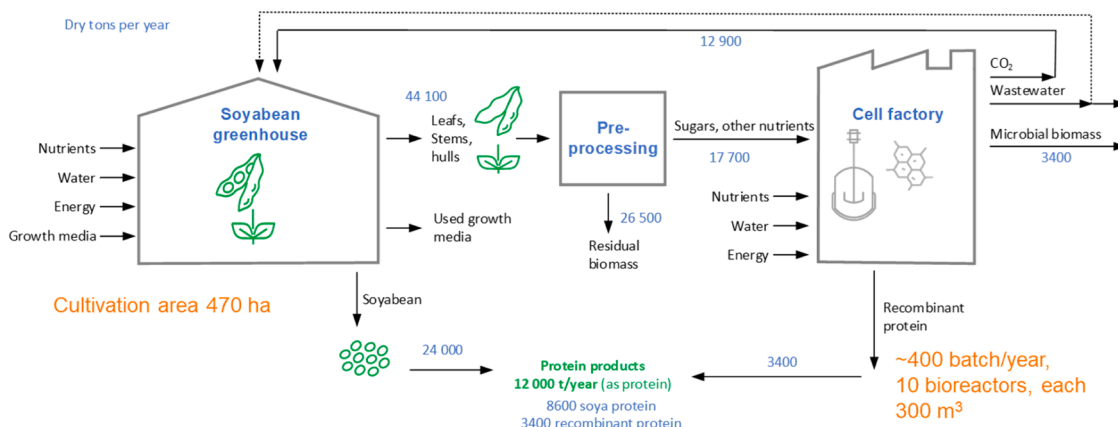 Dry tons per year
12 900
CO2
Wastewater
Microbial biomass
3400
Soyabean
greenhouse
Nutrients
Water
Energy
Growth media
44 100
Leafs,
Stems,
hulls
Used growth
media
Pre-
processing
26 500
Residual
biomass
Sugars, other nutrients
17 700
Cell factory
Nutrients
Water
Energy
Cultivation area 470 ha
Soyabean
24 000
Protein products
12 000 t/year (as protein)
8600 soya protein
3400 recombinant protein
3400
Recombinant
protein
~400 batch/year,
10 bioreactors, each
300 m³